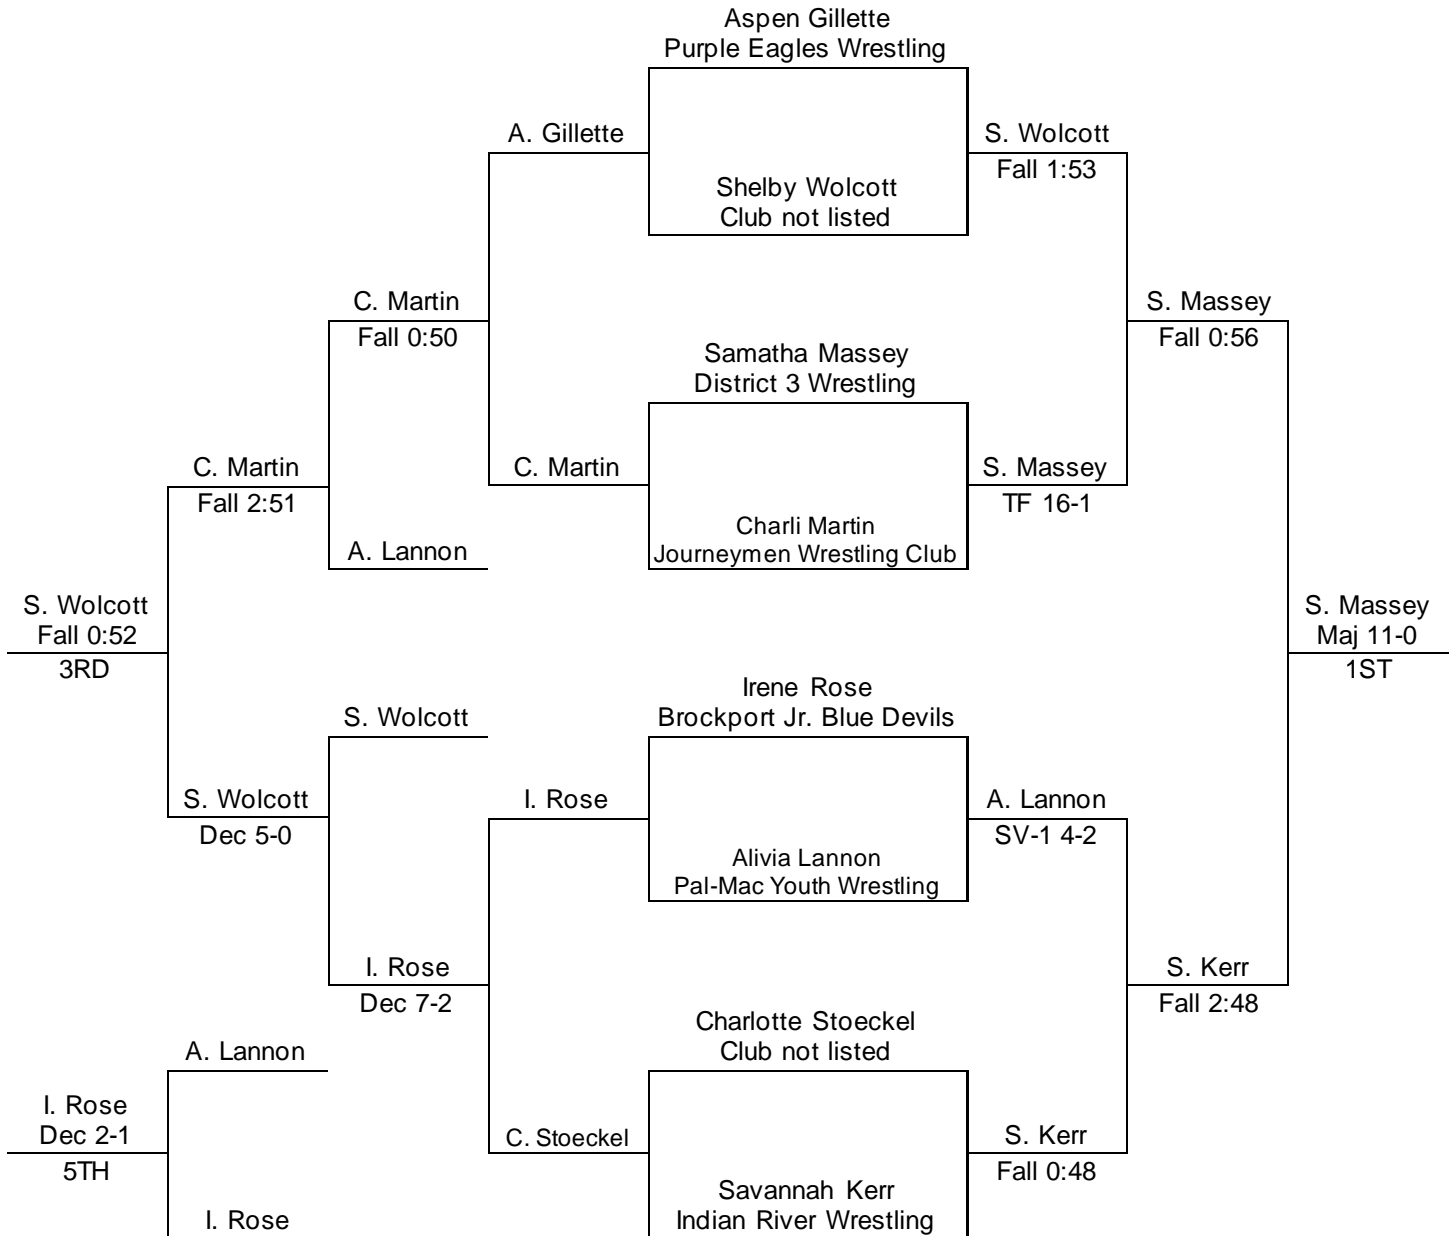 Aspen Gillette
Purple Eagles Wrestling
A. Gillette
S. Wolcott
Fall 1:53
Shelby Wolcott
Club not listed
C. Martin
Fall 0:50
S. Massey
Fall 0:56
Samatha Massey
District 3 Wrestling
C. Martin
Fall 2:51
C. Martin
S. Massey
TF 16-1
Charli Martin
Journeymen Wrestling Club
A. Lannon
S. Wolcott
Fall 0:52
3RD
S. Massey
Maj 11-0
1ST
Irene Rose
Brockport Jr. Blue Devils
S. Wolcott
S. Wolcott
Dec 5-0
I. Rose
A. Lannon
SV-1 4-2
Alivia Lannon
Pal-Mac Youth Wrestling
I. Rose
Dec 7-2
S. Kerr
Fall 2:48
Charlotte Stoeckel
Club not listed
A. Lannon
I. Rose
Dec 2-1
5TH
C. Stoeckel
S. Kerr
Fall 0:48
Savannah Kerr
Indian River Wrestling
I. Rose